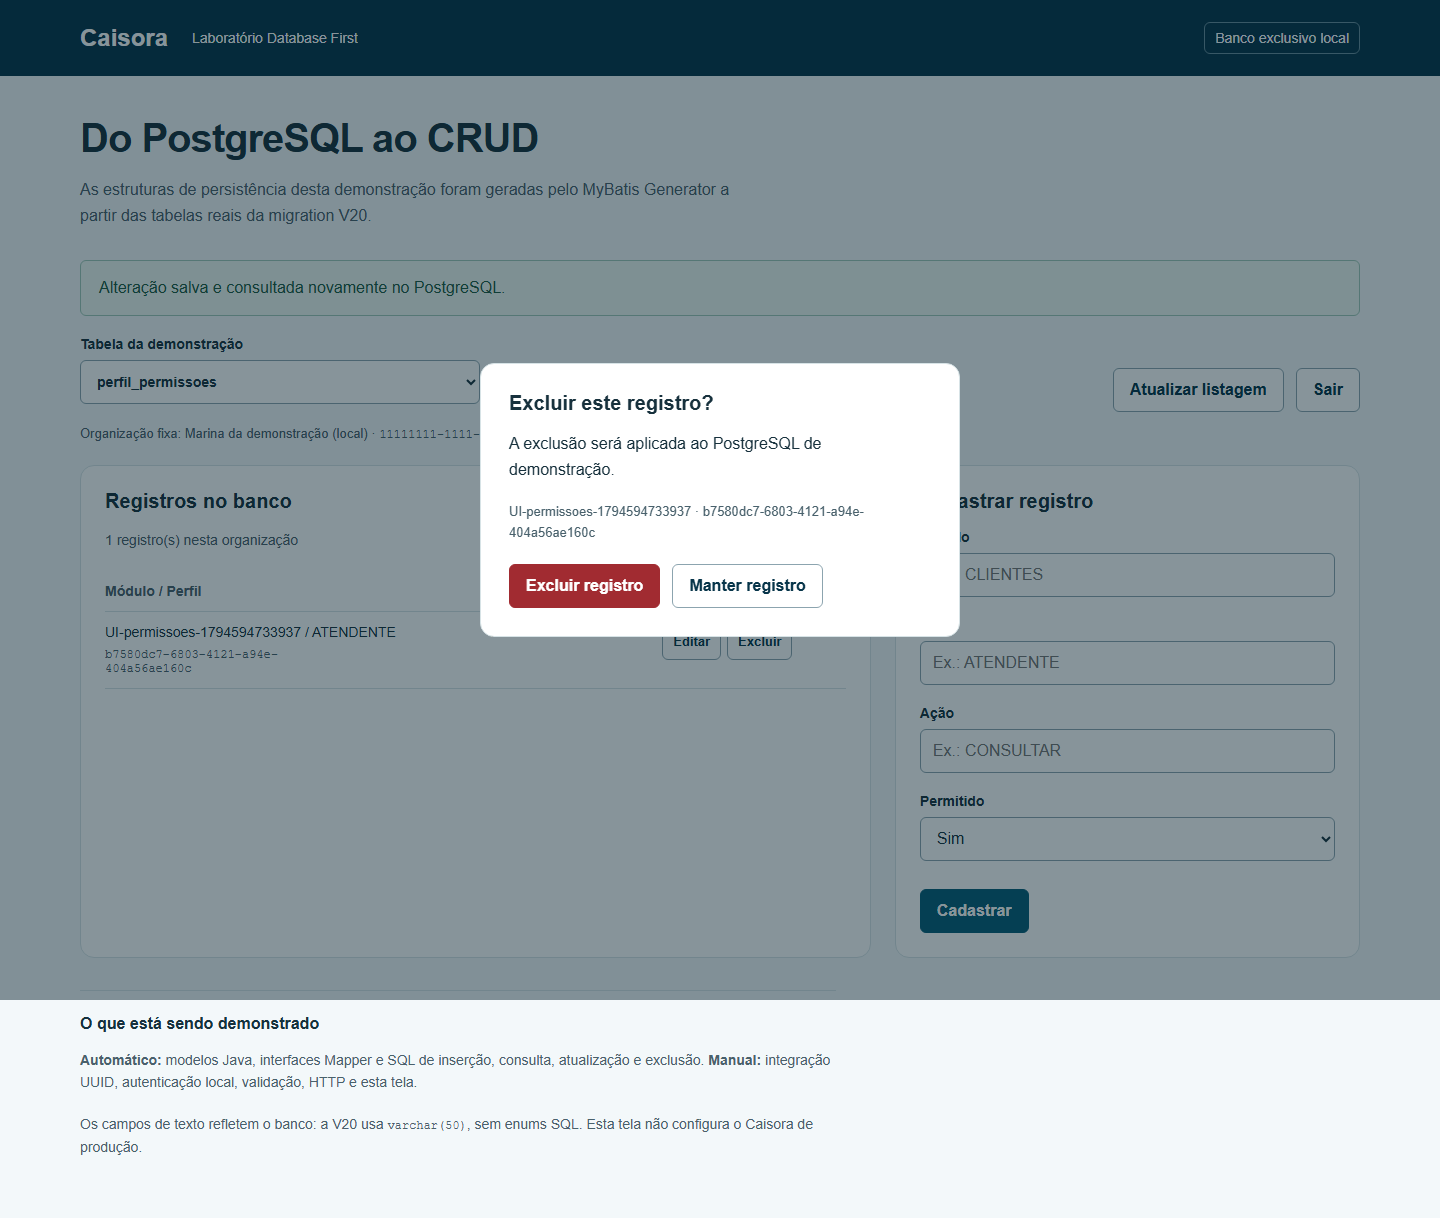 Caisora
Laboratório Database First
Banco exclusivo local
Do PostgreSQL ao CRUD
As estruturas de persistência desta demonstração foram geradas pelo MyBatis Generator a
partir das tabelas reais da migration V20.
Alteração salva e consultada novamente no PostgreSQL.
Tabela da demonstração
perfil_permissoes
Atualizar listagem
Sair
Organização fixa: Marina da demonstração (local) · 11111111-1111-
Excluir este registro?
A exclusão será aplicada ao PostgreSQL de
demonstração.
UI-permissoes-1794594733937 · b7580dc7-6803-4121-a94e-
404a56ae160c
Excluir registro
Manter registro
Registros no banco
1 registro(s) nesta organização
Módulo / Perfil
UI-permissoes-1794594733937 / ATENDENTE
b7580dc7-6803-4121-a94e-
404a56ae160c
Editar
Excluir
astrar registro
o
CLIENTES
Ex.: ATENDENTE
Ação
Ex.: CONSULTAR
Permitido
Sim
Cadastrar
O que está sendo demonstrado
Automático: modelos Java, interfaces Mapper e SQL de inserção, consulta, atualização e exclusão. Manual: integração
UUID, autenticação local, validação, HTTP e esta tela.
Os campos de texto refletem o banco: a V20 usa varchar(50), sem enums SQL. Esta tela não configura o Caisora de
produção.